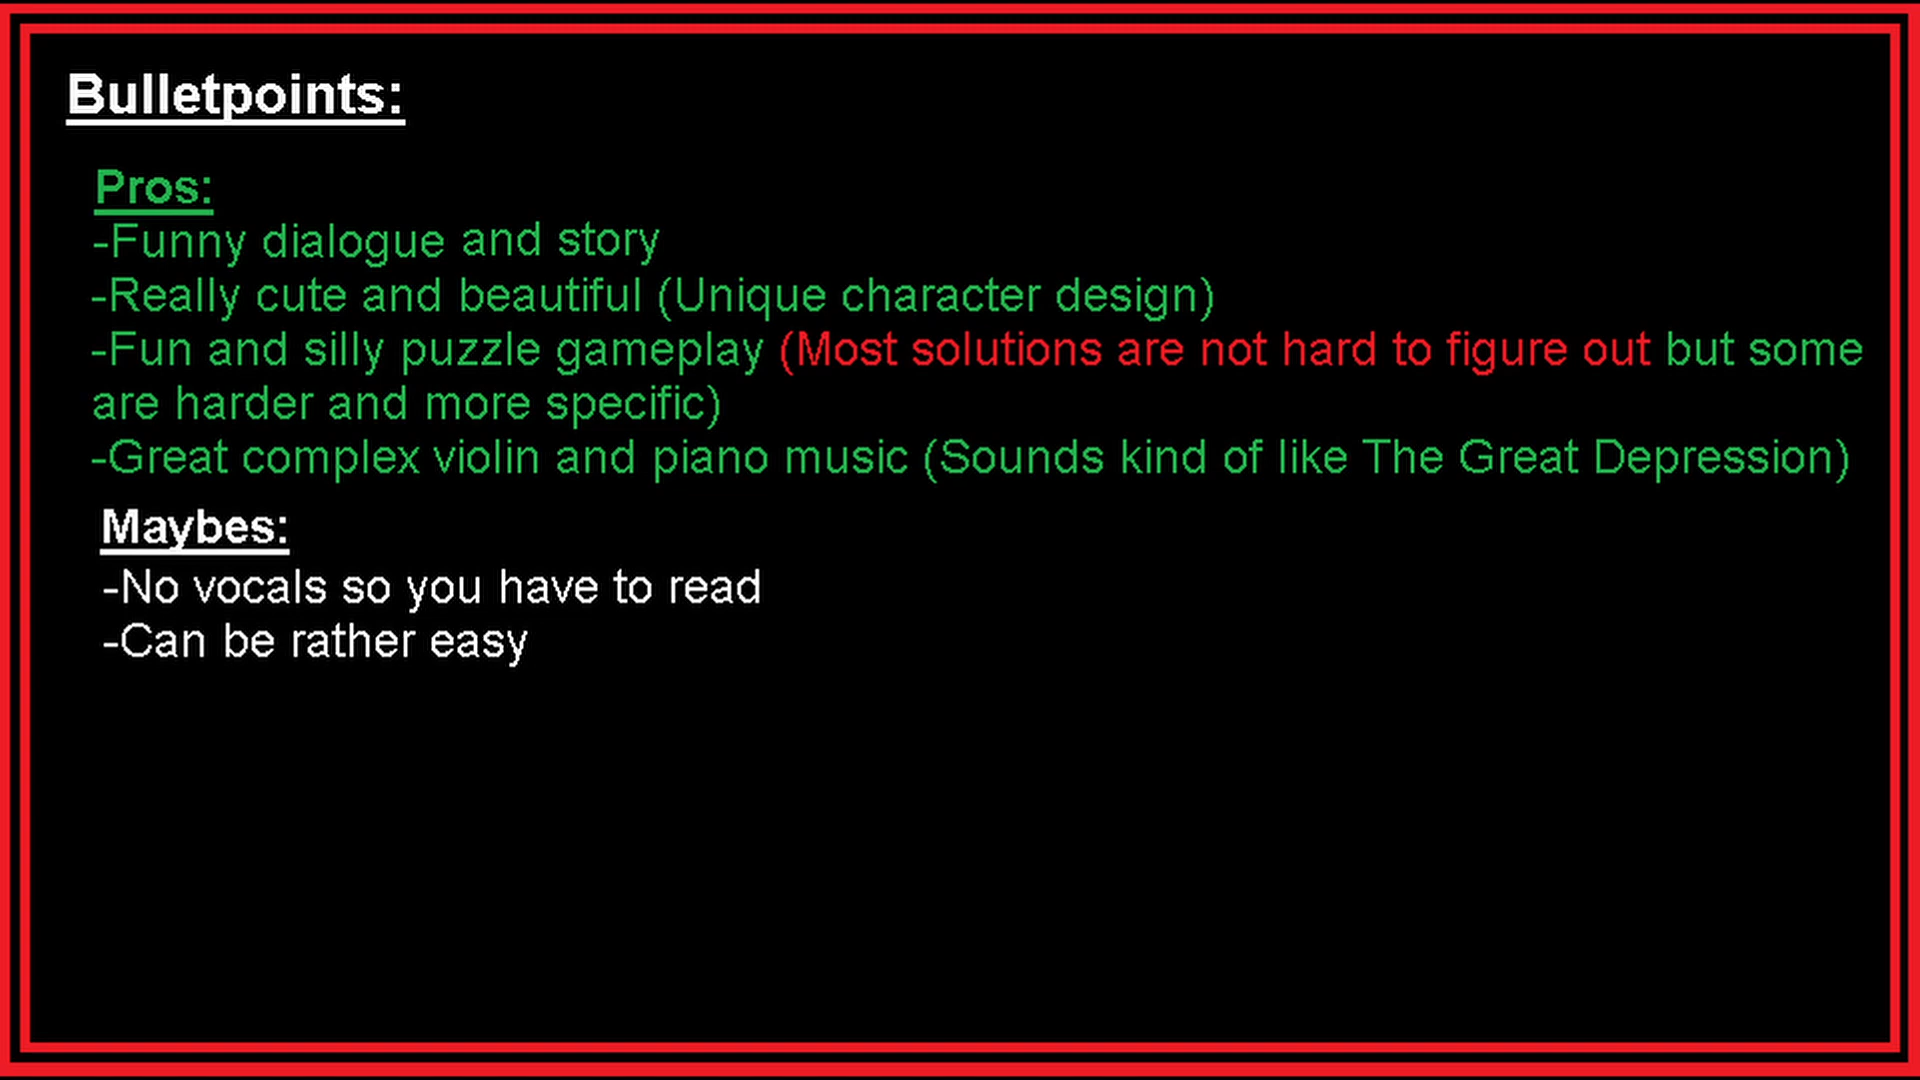 Bulletpoints:
Pros:
-Funny dialogue and story
-Really cute and beautiful (Unique character design)
-Fun and silly puzzle gameplay (Most solutions are not hard to figure out but some
are harder and more specific)
-Great complex violin and piano music (Sounds kind of like The Great Depression)
Maybes:
-No vocals so you have to read
-Can be rather easy